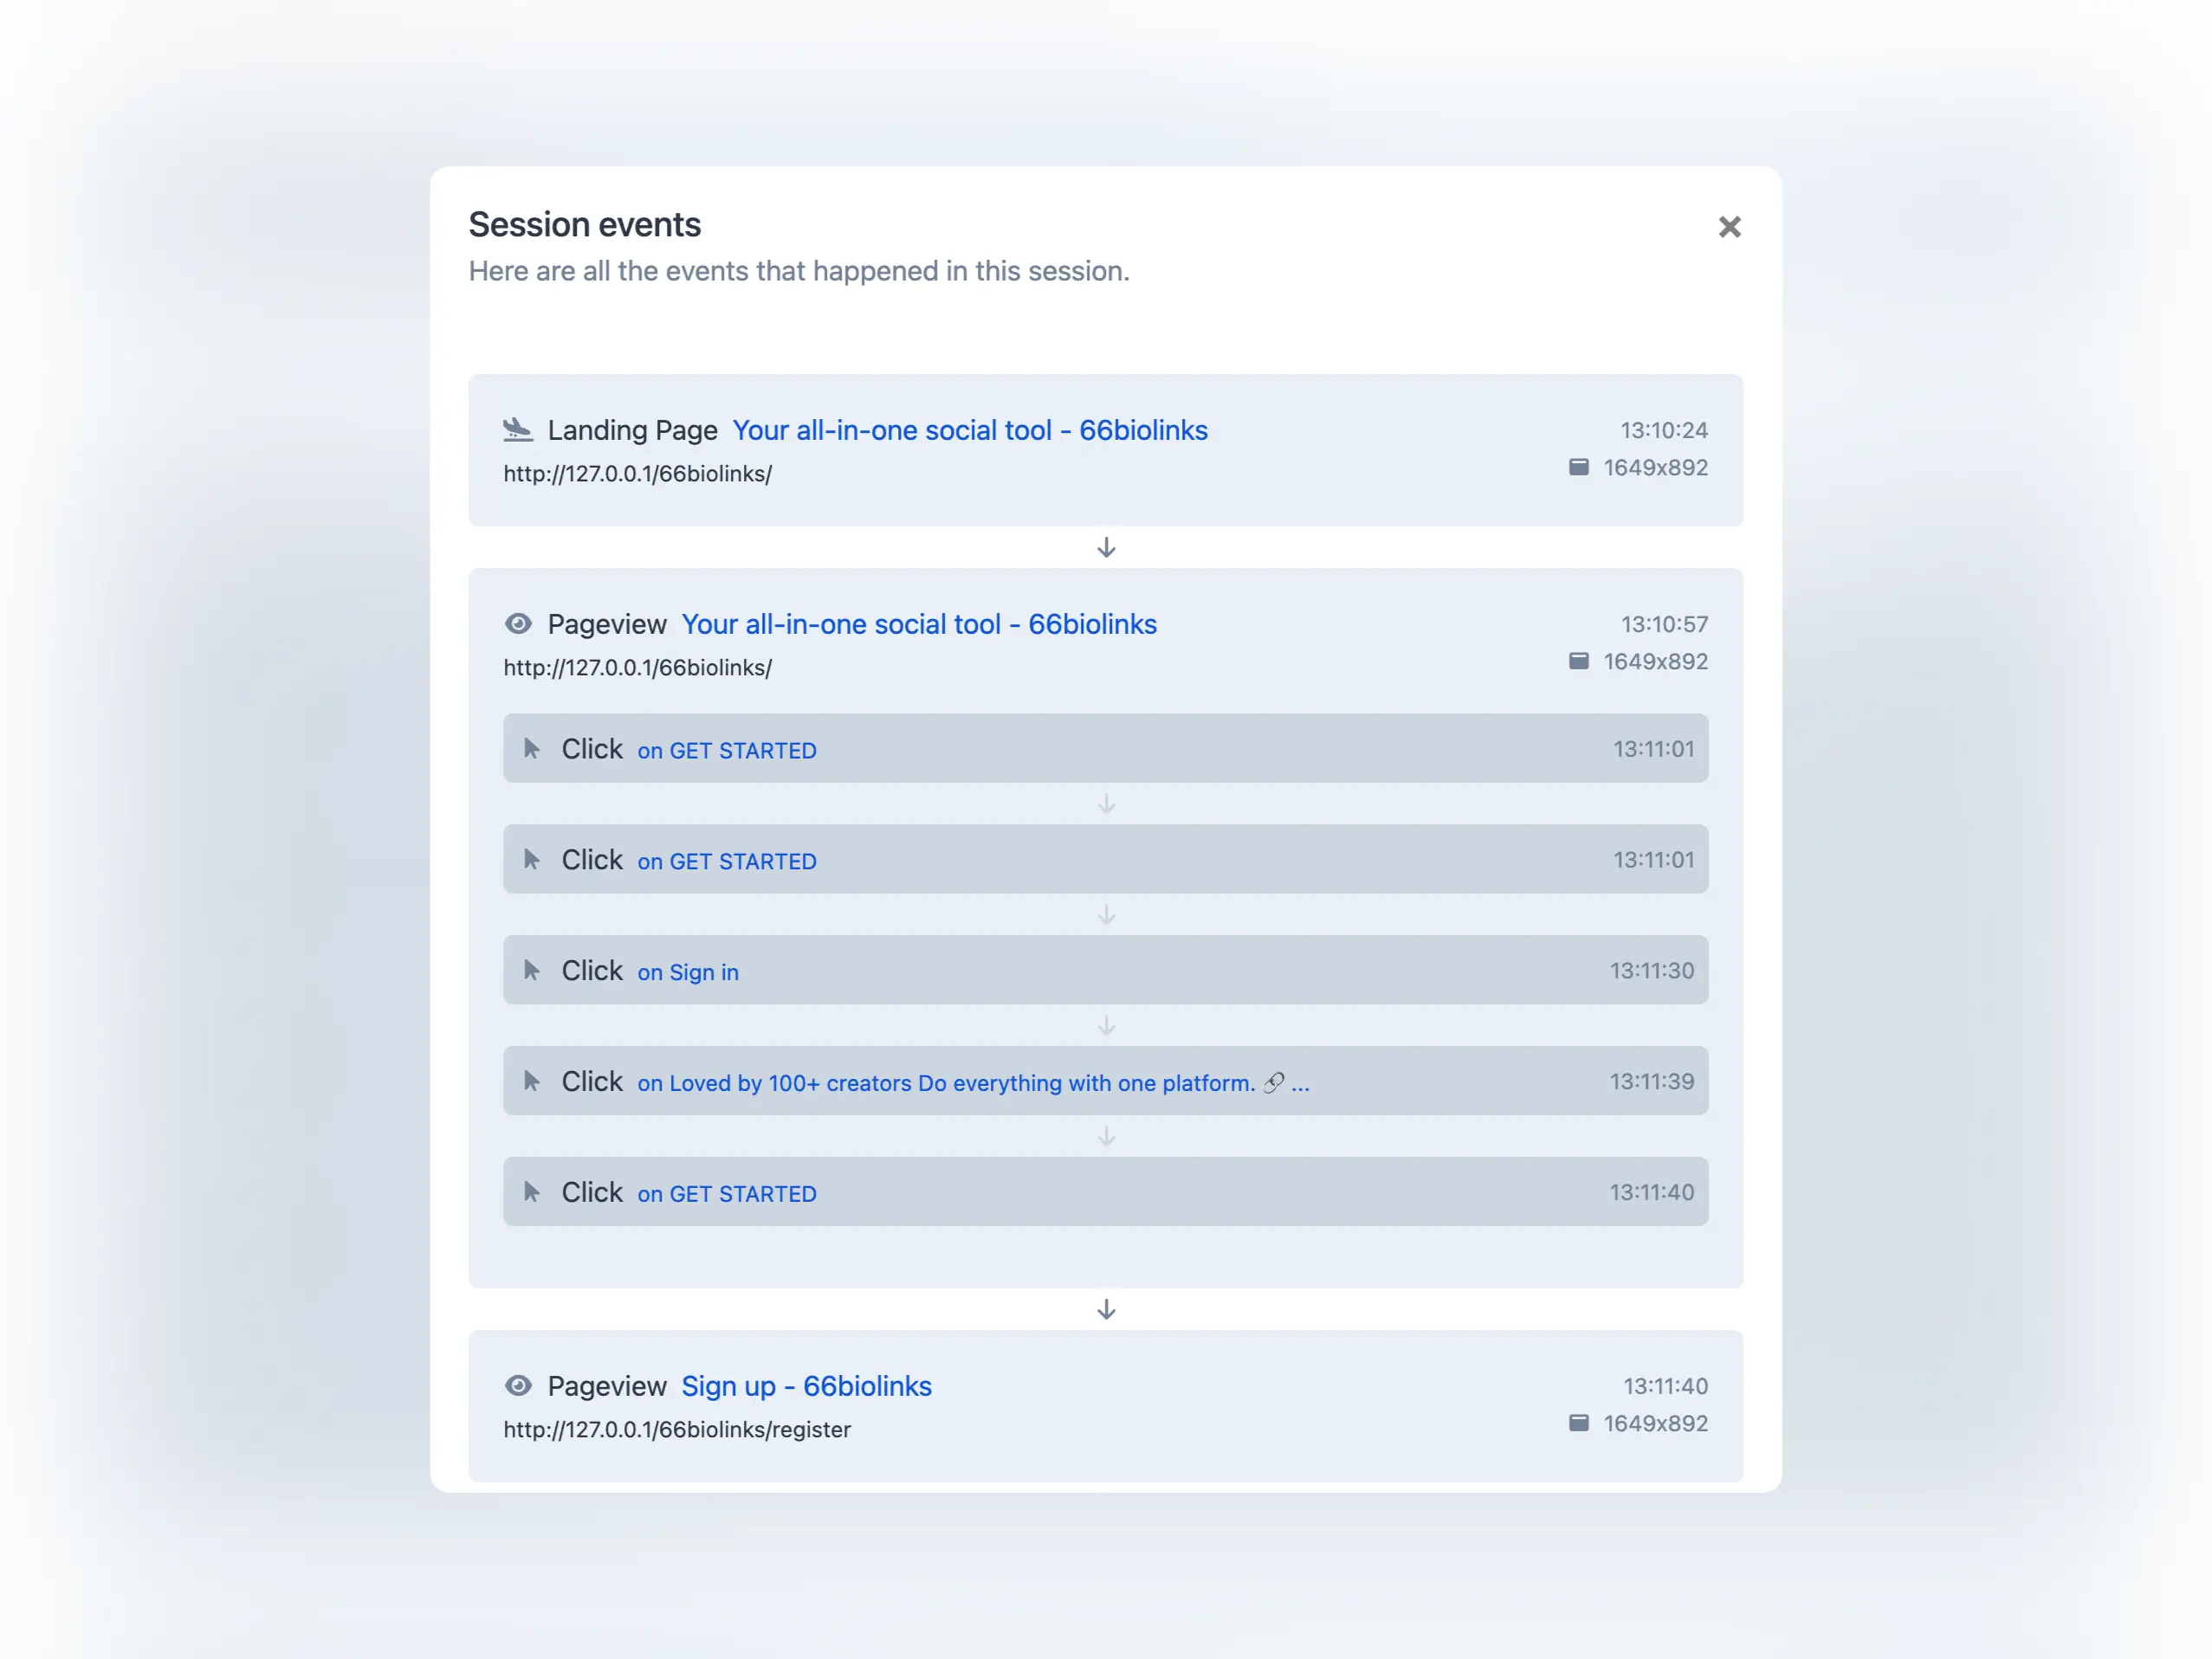 Session events
Here are all the events that happened in this session.
Landing Page Your all-in-one social tool - 66biolinks 13:10:24
http://127.0.0.1/66biolinks/ 1649x892
Pageview Your all-in-one social tool - 66biolinks 13:10:57
http://127.0.0.1/66biolinks/ 1649x892
Click on GET STARTED 13:11:01
Click on GET STARTED 13:11:01
Click on Sign in 13:11:30
Click on Loved by 100+ creators Do everything with one platform. 🔗 ... 13:11:39
Click on GET STARTED 13:11:40
Pageview Sign up - 66biolinks 13:11:40
http://127.0.0.1/66biolinks/register 1649x892